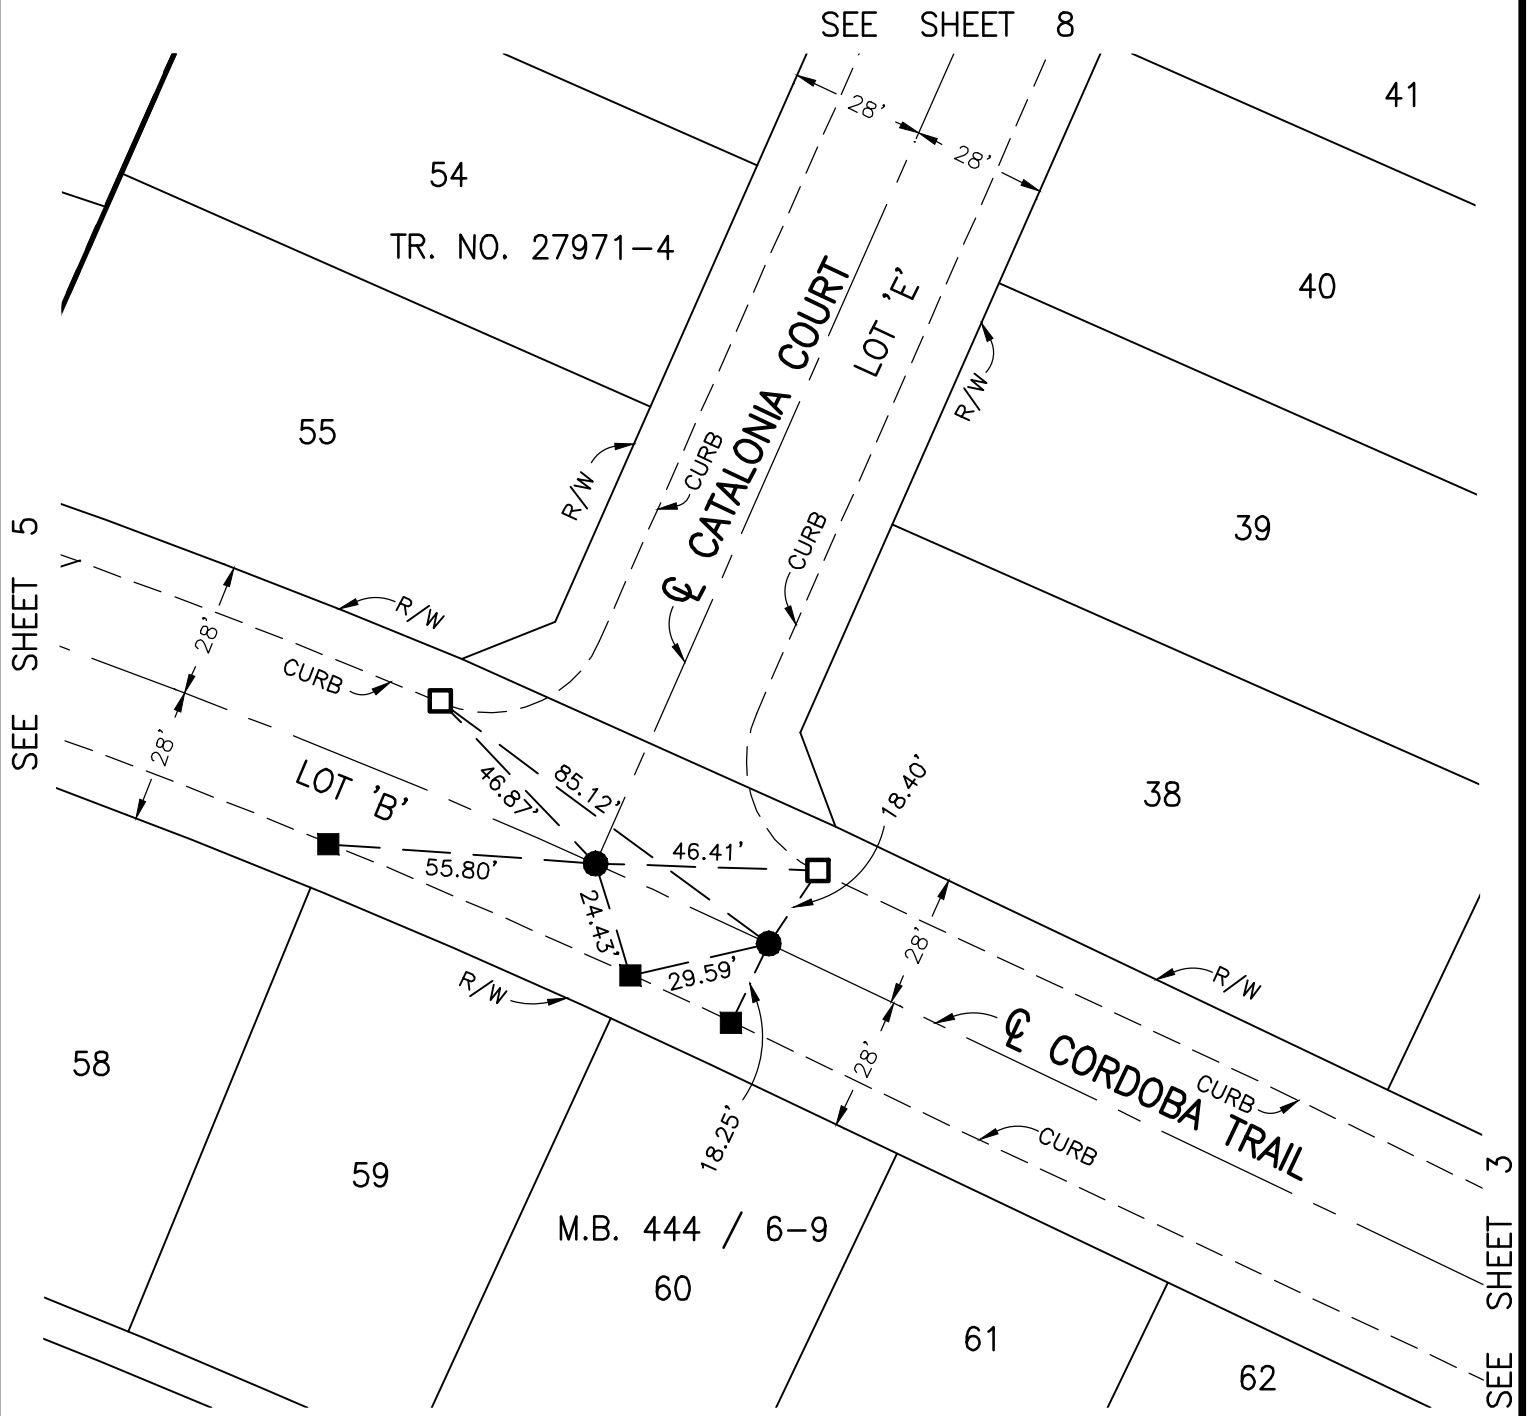 SEE SHEET 8
41
28'
28'
54
TR. NO. 27971-4
40
LOT 'E'
℄ CATALONIA COURT
R/W
55
CURB
R/W
39
CURB
SEE SHEET 5
R/W
28'
CURB
28'
LOT 'B'
46.87'
85.12'
18.40'
38
46.41'
55.80'
24.43'
29.59'
28'
R/W
R/W
℄ CORDOBA TRAIL
28'
58
CURB
CURB
18.25'
59
M.B. 444 / 6-9
60
SEE SHEET 3
61
62